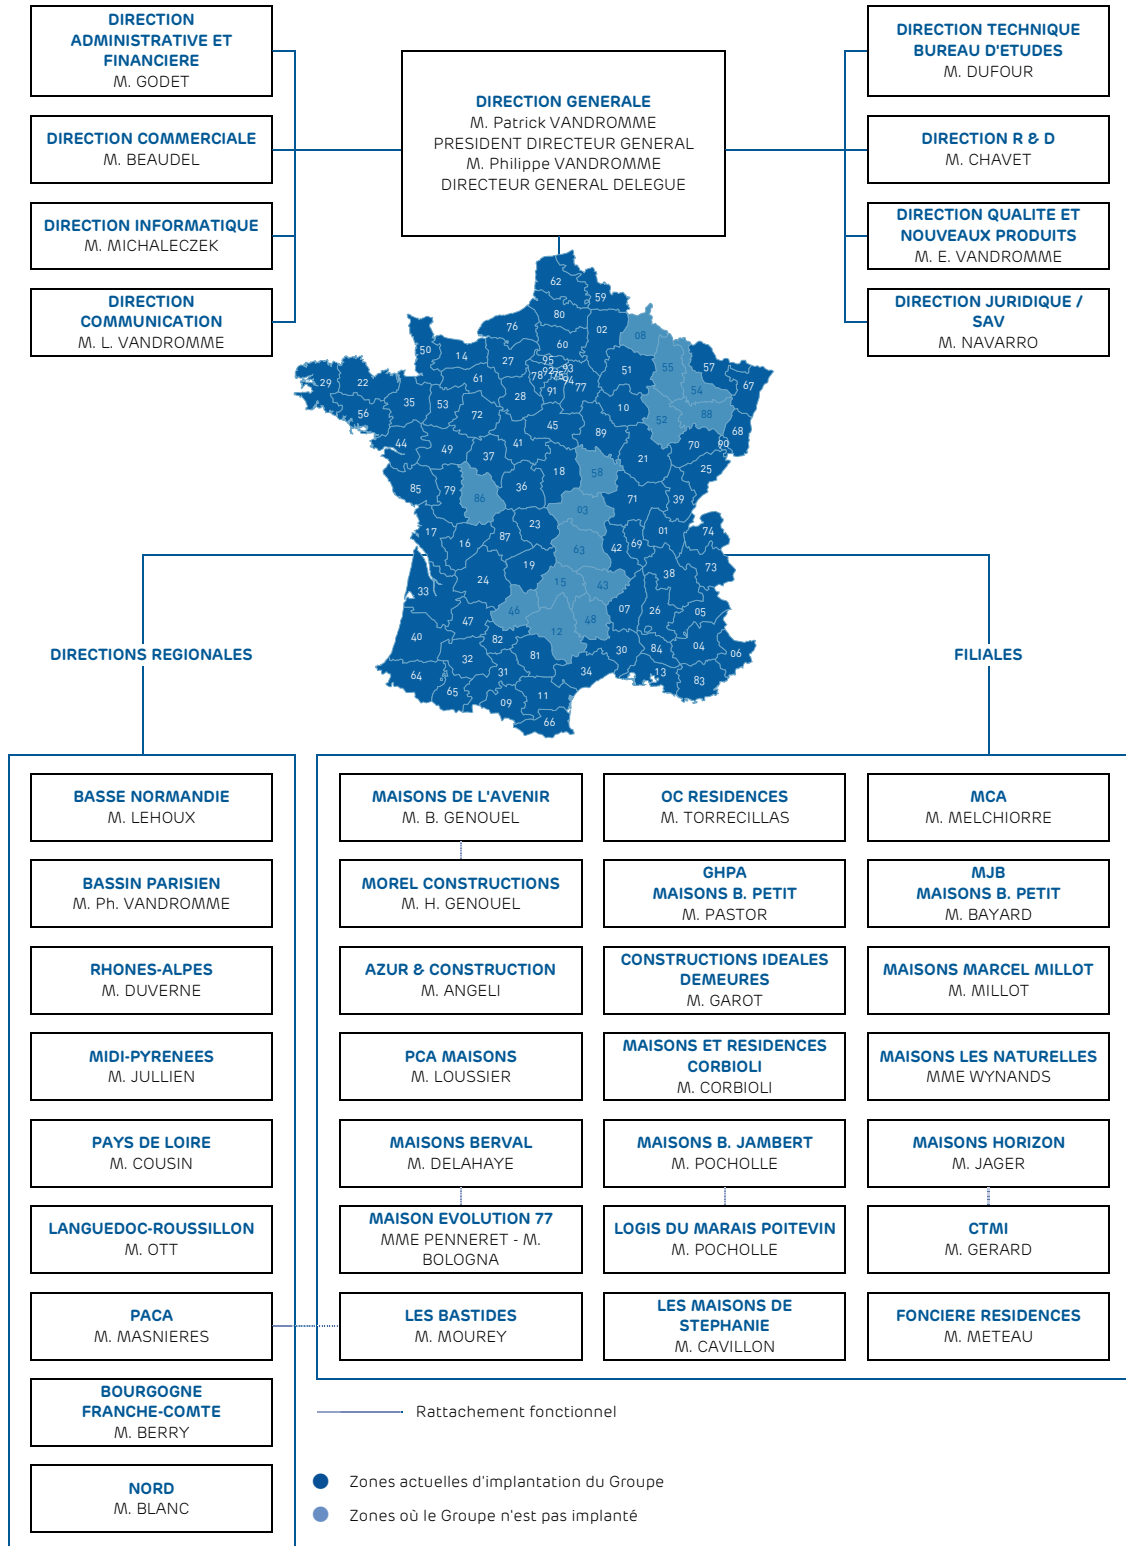 DIRECTION
ADMINISTRATIVE ET
FINANCIERE
M. GODET
DIRECTION COMMERCIALE
M. BEAUDEL
DIRECTION INFORMATIQUE
M. MICHALECZEK
DIRECTION
COMMUNICATION
M. L. VANDROMME
DIRECTION GENERALE
M. Patrick VANDROMME
PRESIDENT DIRECTEUR GENERAL
M. Philippe VANDROMME
DIRECTEUR GENERAL DELEGUE
DIRECTION TECHNIQUE
BUREAU D'ETUDES
M. DUFOUR
DIRECTION R & D
M. CHAVET
DIRECTION QUALITE ET
NOUVEAUX PRODUITS
M. E. VANDROMME
DIRECTION JURIDIQUE /
SAV
M. NAVARRO
62
59
80
76
02
08
60
50
14
27
95
93
92
75
78
94
77
91
51
55
57
54
67
29
22
61
28
35
53
72
56
10
52
88
45
89
68
44
49
41
37
70
90
21
25
18
58
36
85
79
86
71
39
03
23
17
87
16
01
74
42
69
63
19
38
73
24
15
43
33
46
07
26
05
48
47
40
82
12
81
30
84
04
06
32
31
34
13
83
64
65
09
11
66
DIRECTIONS REGIONALES
FILIALES
BASSE NORMANDIE
M. LEHOUX
BASSIN PARISIEN
M. Ph. VANDROMME
RHONES-ALPES
M. DUVERNE
MIDI-PYRENEES
M. JULLIEN
PAYS DE LOIRE
M. COUSIN
LANGUEDOC-ROUSSILLON
M. OTT
PACA
M. MASNIERES
BOURGOGNE
FRANCHE-COMTE
M. BERRY
NORD
M. BLANC
MAISONS DE L'AVENIR
M. B. GENOUEL
MOREL CONSTRUCTIONS
M. H. GENOUEL
AZUR & CONSTRUCTION
M. ANGELI
PCA MAISONS
M. LOUSSIER
MAISONS BERVAL
M. DELAHAYE
MAISON EVOLUTION 77
MME PENNERET - M.
BOLOGNA
LES BASTIDES
M. MOUREY
OC RESIDENCES
M. TORRECILLAS
GHPA
MAISONS B. PETIT
M. PASTOR
CONSTRUCTIONS IDEALES
DEMEURES
M. GAROT
MAISONS ET RESIDENCES
CORBIOLI
M. CORBIOLI
MAISONS B. JAMBERT
M. POCHOLLE
LOGIS DU MARAIS POITEVIN
M. POCHOLLE
LES MAISONS DE
STEPHANIE
M. CAVILLON
MCA
M. MELCHIORRE
MJB
MAISONS B. PETIT
M. BAYARD
MAISONS MARCEL MILLOT
M. MILLOT
MAISONS LES NATURELLES
MME WYNANDS
MAISONS HORIZON
M. JAGER
CTMI
M. GERARD
FONCIERE RESIDENCES
M. METEAU
Rattachement fonctionnel
Zones actuelles d'implantation du Groupe
Zones où le Groupe n'est pas implanté